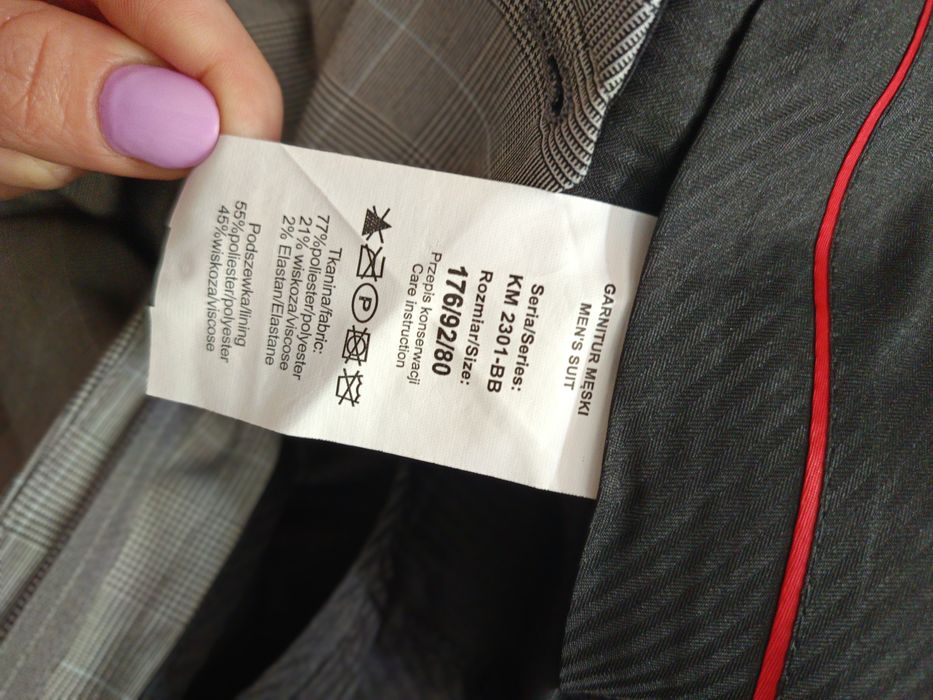 GARNITUR MĘSKI
MEN'S SUIT
Seria/Series:
KM 2301-BB
Rozmiar/Size:
176/92/80
Przepis konserwacji
Care instruction
P
Tkanina/fabric:
77%poliester/polyester
21% wiskoza/viscose
2% Elastan/Elastane
Podszewka/lining
55%poliester/polyester
45%wiskoza/viscose